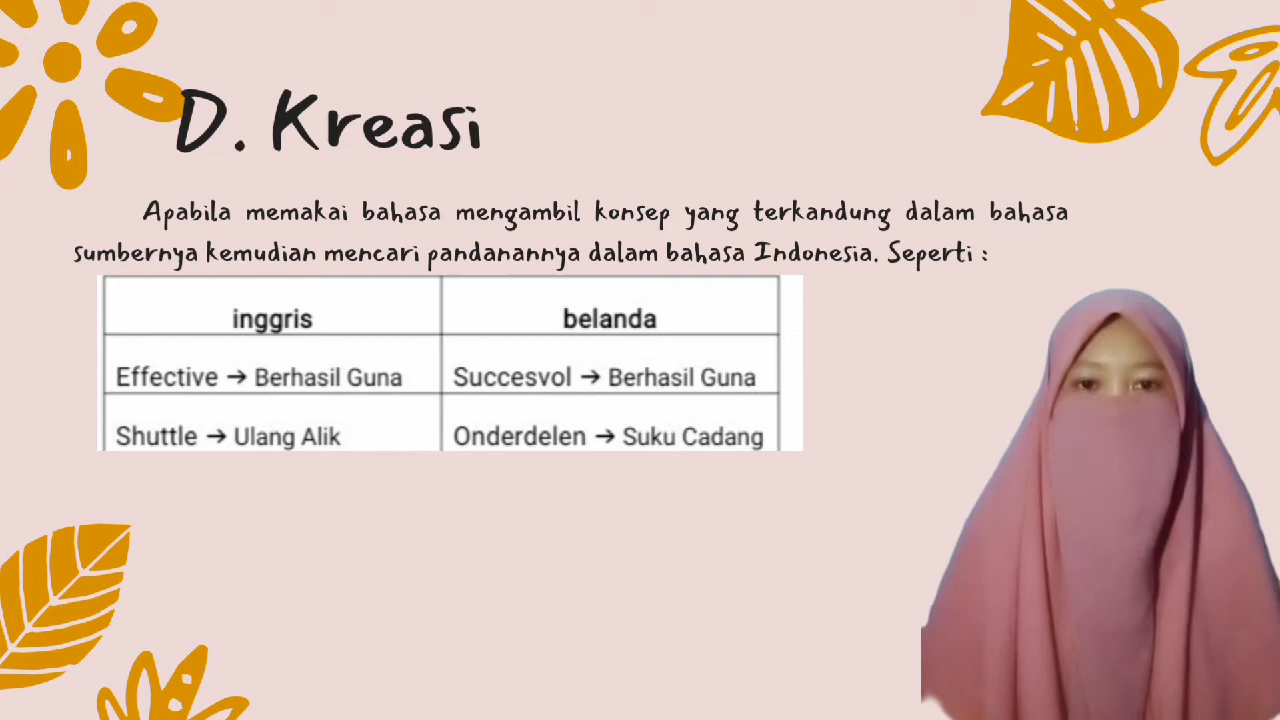 D. Kreasi
Apabila memakai bahasa mengambil konsep yang terkandung dalam bahasa
sumbernya kemudian mencari pandanannya dalam bahasa Indonesia. Seperti :
inggris belanda
Effective → Berhasil Guna Succesvol → Berhasil Guna
Shuttle → Ulang Alik Onderdelen → Suku Cadang